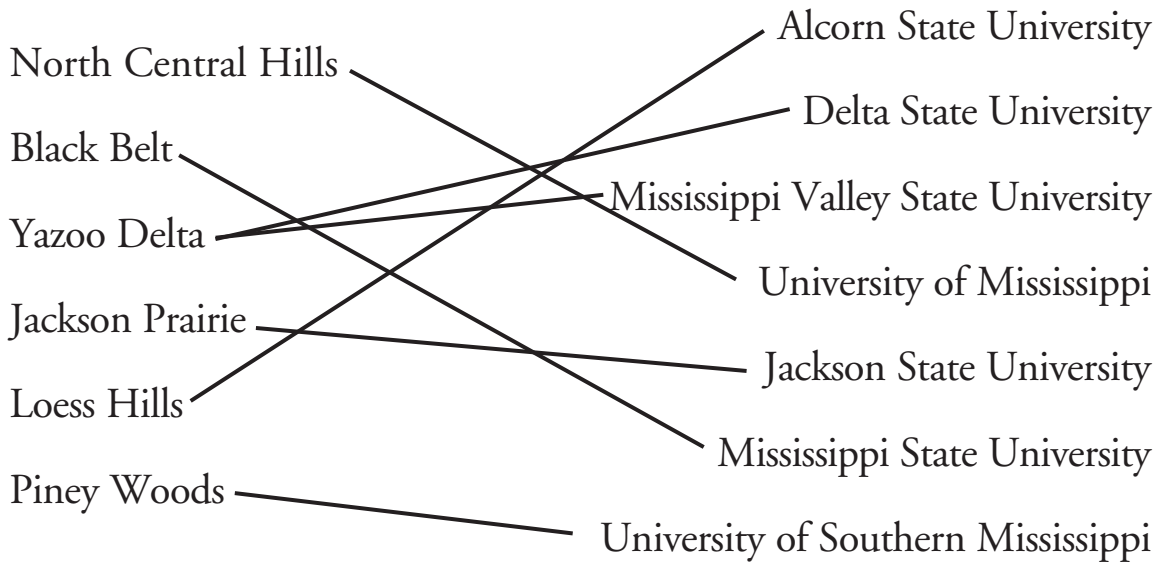 North Central Hills
Black Belt
Yazoo Delta
Jackson Prairie
Loess Hills
Piney Woods
Alcorn State University
Delta State University
Mississippi Valley State University
University of Mississippi
Jackson State University
Mississippi State University
University of Southern Mississippi